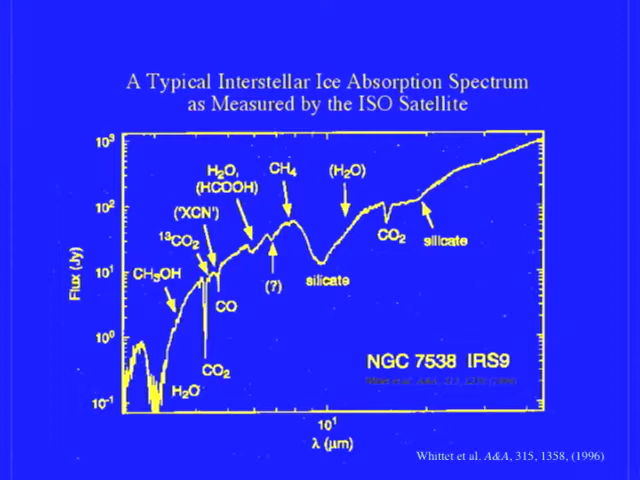 A Typical Interstellar Ice Absorption Spectrum
as Measured by the ISO Satellite
10³
10²
10¹
10⁰
10⁻¹
Flux (Jy)
H₂O,
(HCOOH)
CH₄
(H₂O)
('XCN')
¹³CO₂
CH₃OH
(?)
silicate
CO₂
silicate
CO
CO₂
H₂O
NGC 7538 IRS9
10¹
λ (μm)
Whittet et al. A&A, 315, 1358, (1996)